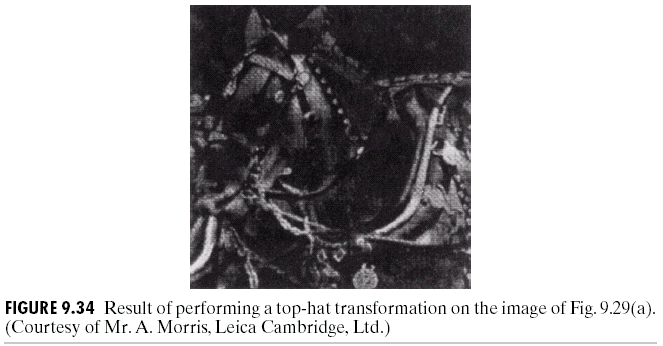 FIGURE 9.34 Result of performing a top-hat transformation on the image of Fig. 9.29(a).
(Courtesy of Mr. A. Morris, Leica Cambridge, Ltd.)